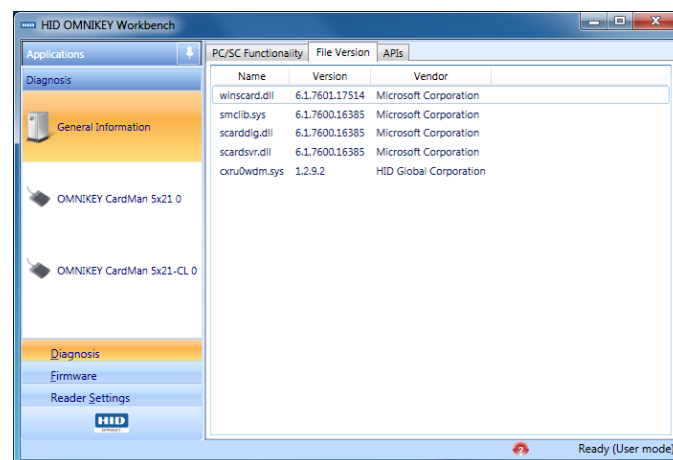 HID OMNIKEY Workbench
Applications
Diagnosis
General Information
OMNIKEY CardMan 5x21 0
OMNIKEY CardMan 5x21-CL 0
Diagnosis
Firmware
Reader Settings
HID
OMNIKEY
PC/SC Functionality File Version APIs
Name Version Vendor
winscard.dll 6.1.7601.17514 Microsoft Corporation
smclib.sys 6.1.7600.16385 Microsoft Corporation
scarddlg.dll 6.1.7600.16385 Microsoft Corporation
scardsvr.dll 6.1.7600.16385 Microsoft Corporation
cxru0wdm.sys 1.2.9.2 HID Global Corporation
? Ready (User mode)